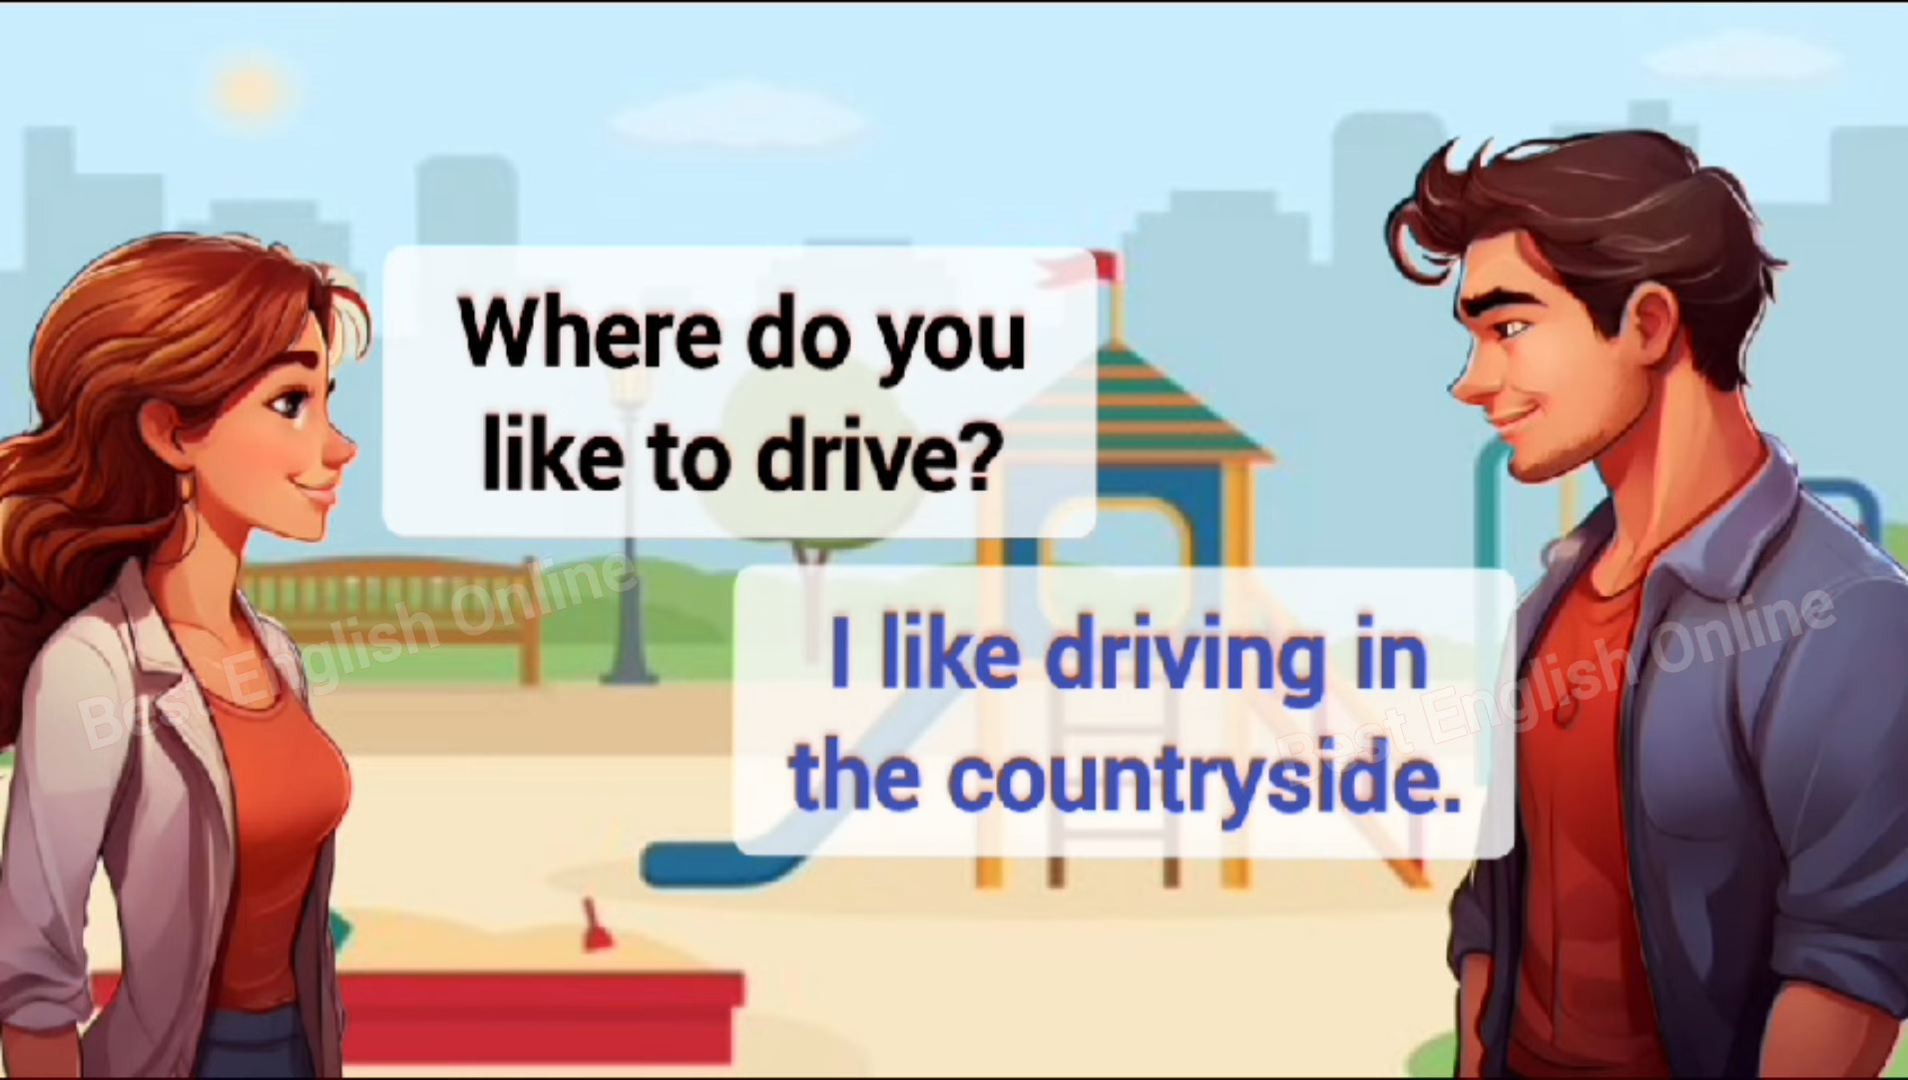 Where do you
like to drive?
I like driving in
the countryside.
Best English Online
Best English Online